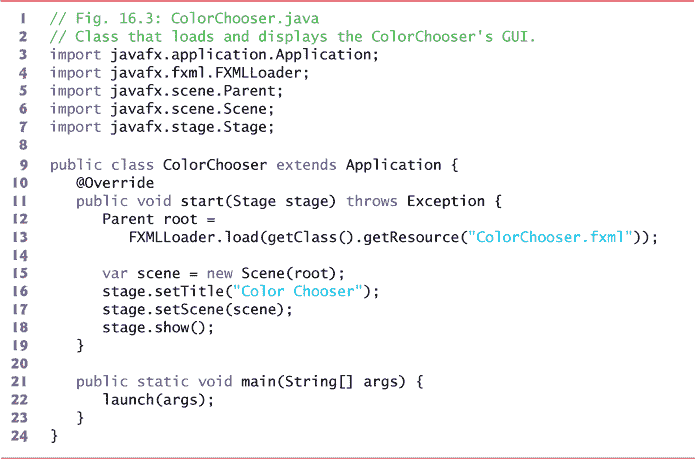 1 // Fig. 16.3: ColorChooser.java
2 // Class that loads and displays the ColorChooser's GUI.
3 import javafx.application.Application;
4 import javafx.fxml.FXMLLoader;
5 import javafx.scene.Parent;
6 import javafx.scene.Scene;
7 import javafx.stage.Stage;
8
9 public class ColorChooser extends Application {
10    @Override
11    public void start(Stage stage) throws Exception {
12       Parent root =
13          FXMLLoader.load(getClass().getResource("ColorChooser.fxml"));
14
15       var scene = new Scene(root);
16       stage.setTitle("Color Chooser");
17       stage.setScene(scene);
18       stage.show();
19    }
20
21    public static void main(String[] args) {
22       launch(args);
23    }
24 }